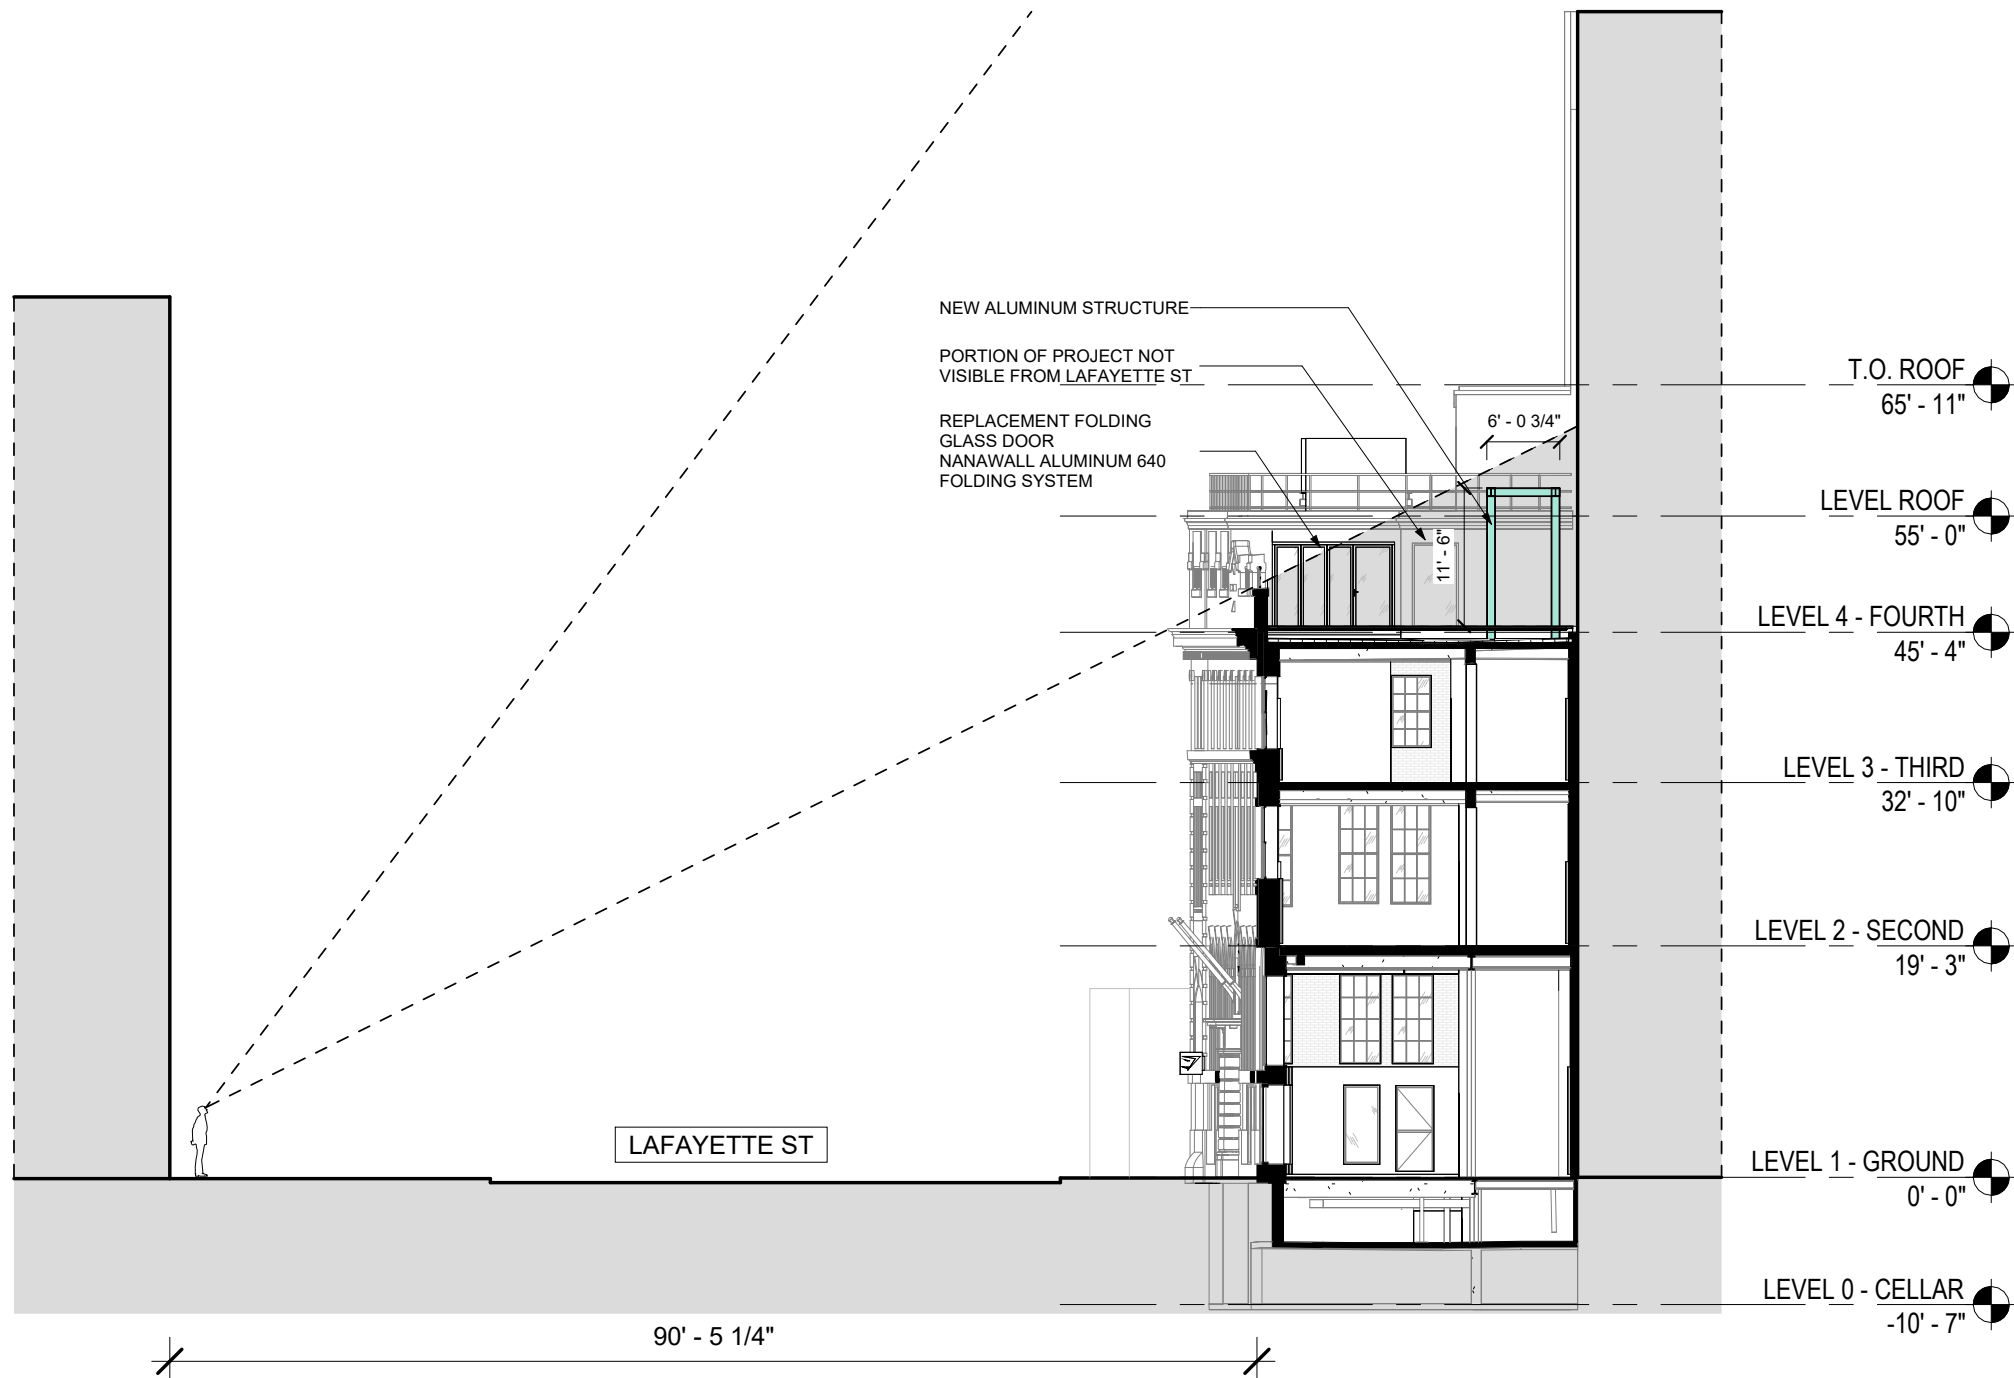 NEW ALUMINUM STRUCTURE
PORTION OF PROJECT NOT
VISIBLE FROM LAFAYETTE ST
REPLACEMENT FOLDING
GLASS DOOR
NANAWALL ALUMINUM 640
FOLDING SYSTEM
6' - 0 3/4"
11' - 6"
T.O. ROOF
65' - 11"
LEVEL ROOF
55' - 0"
LEVEL 4 - FOURTH
45' - 4"
LEVEL 3 - THIRD
32' - 10"
LEVEL 2 - SECOND
19' - 3"
LAFAYETTE ST
LEVEL 1 - GROUND
0' - 0"
LEVEL 0 - CELLAR
-10' - 7"
90' - 5 1/4"